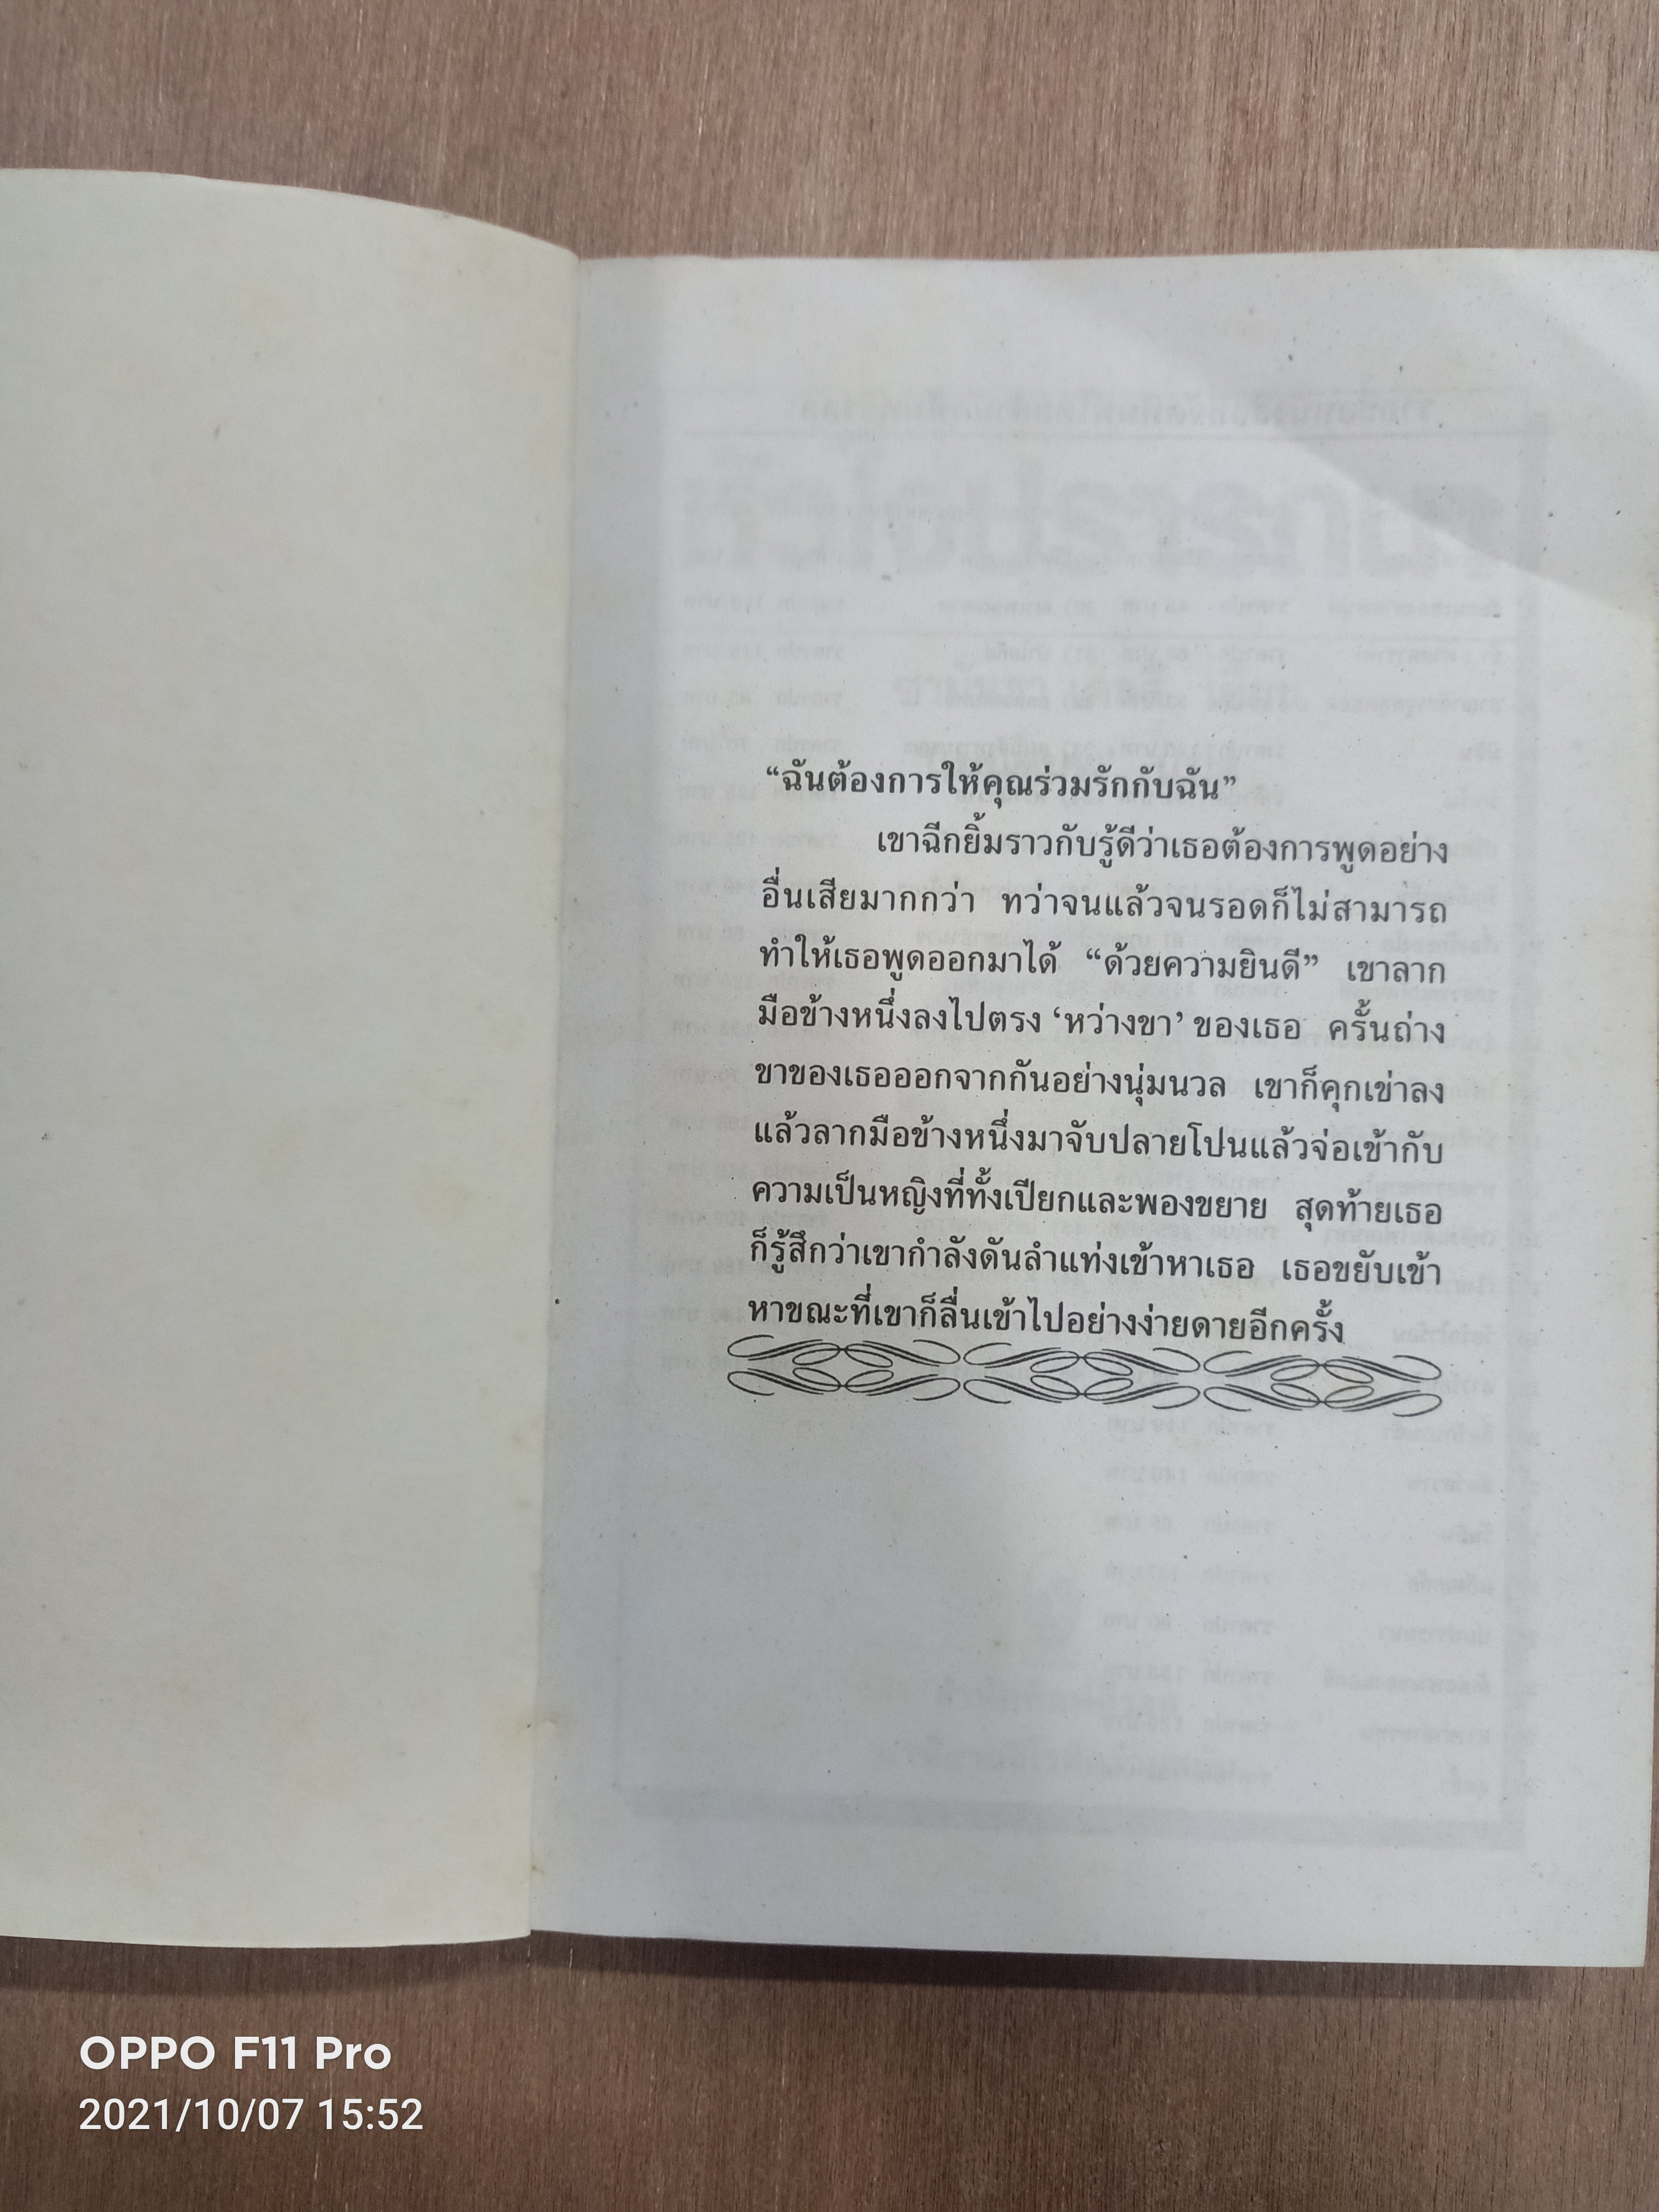 “ฉันต้องการให้คุณร่วมรักกับฉัน”
เขาฉีกยิ้มราวกับรู้ดีว่าเธอต้องการพูดอย่าง
อื่นเสียมากกว่า ทว่าจนแล้วจนรอดก็ไม่สามารถ
ทำให้เธอพูดออกมาได้ “ด้วยความยินดี” เขาลาก
มือข้างหนึ่งลงไปตรง ‘หว่างขา’ ของเธอ ครั้นถ่าง
ขาของเธอออกจากกันอย่างนุ่มนวล เขาก็คุกเข่าลง
แล้วลากมือข้างหนึ่งมาจับปลายโปนแล้วจ่อเข้ากับ
ความเป็นหญิงที่ทั้งเปียกและพองขยาย สุดท้ายเธอ
ก็รู้สึกว่าเขากำลังดันลำแท่งเข้าหาเธอ เธอขยับเข้า
หาขณะที่เขาก็ลื่นเข้าไปอย่างง่ายดายอีกครั้ง
OPPO F11 Pro
2021/10/07 15:52